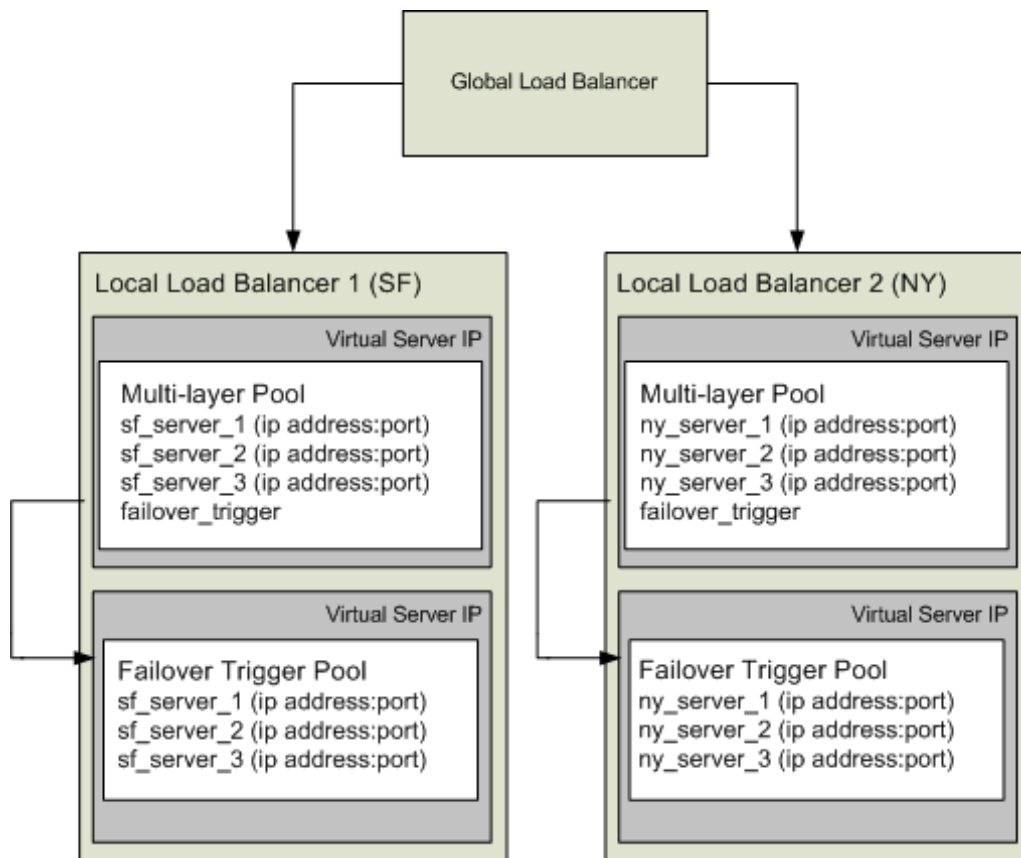 Global Load Balancer
Local Load Balancer 1 (SF)
Virtual Server IP
Multi-layer Pool
sf_server_1 (ip address:port)
sf_server_2 (ip address:port)
sf_server_3 (ip address:port)
failover_trigger
Virtual Server IP
Failover Trigger Pool
sf_server_1 (ip address:port)
sf_server_2 (ip address:port)
sf_server_3 (ip address:port)
Local Load Balancer 2 (NY)
Virtual Server IP
Multi-layer Pool
ny_server_1 (ip address:port)
ny_server_2 (ip address:port)
ny_server_3 (ip address:port)
failover_trigger
Virtual Server IP
Failover Trigger Pool
ny_server_1 (ip address:port)
ny_server_2 (ip address:port)
ny_server_3 (ip address:port)